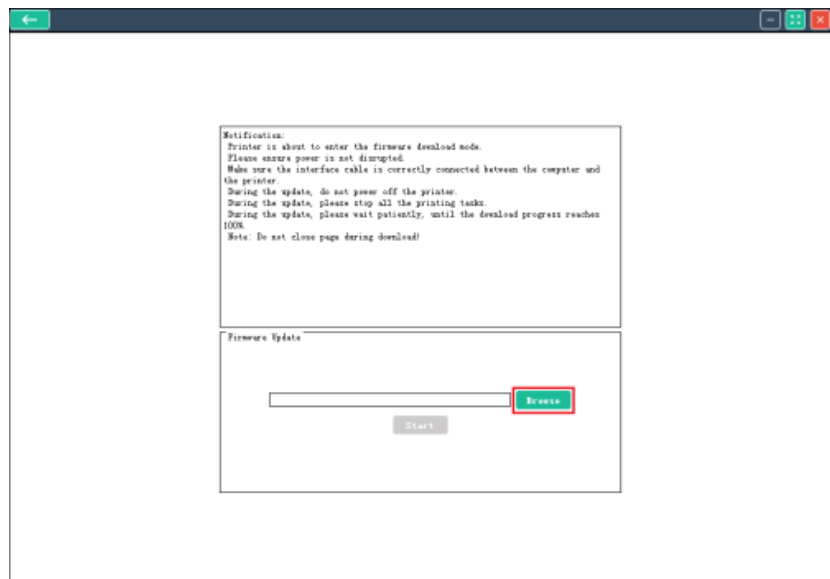 Notification:
Printer is about to enter the firmware download mode.
Please ensure power is not disrupted.
Make sure the interface cable is correctly connected between the computer and
the printer.
During the update, do not power off the printer.
During the update, please stop all the printing tasks.
During the update, please wait patiently, until the download progress reaches
100%.
Note: Do not close page during download!
Firmware Update
Browse
Start